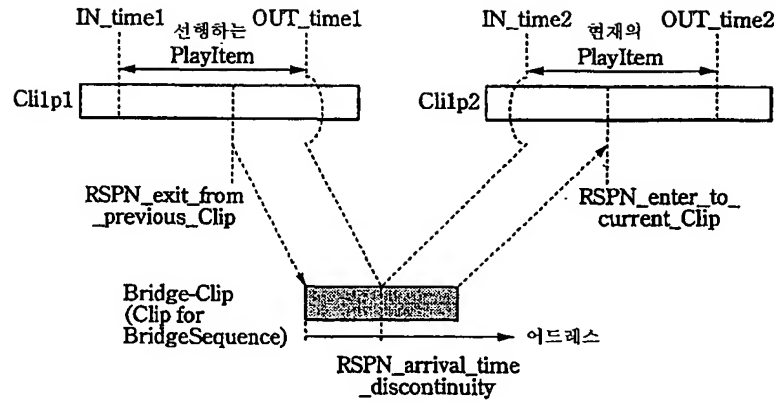 IN_time1 선행하는 OUT_time1 IN_time2 현재의 OUT_time2
PlayItem PlayItem
Cli1p1 Cli1p2
RSPN_exit_from
_previous_Clip
RSPN_enter_to_
current_Clip
Bridge-Clip
(Clip for
BridgeSequence)
어드레스
RSPN_arrival_time
_discontinuity